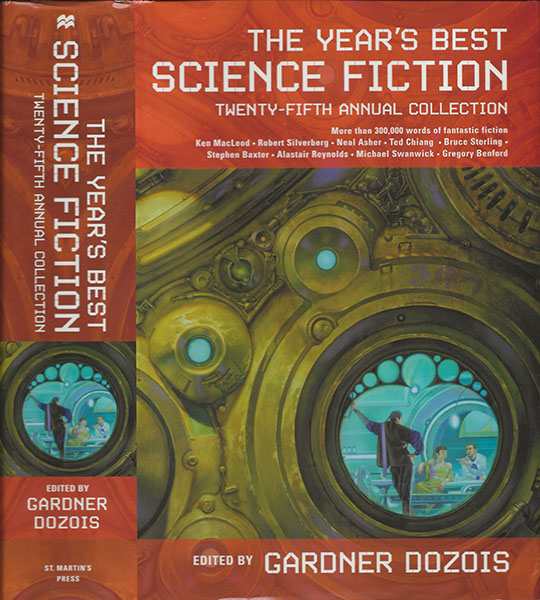 THE YEAR'S BEST
SCIENCE FICTION
TWENTY-FIFTH ANNUAL COLLECTION
EDITED BY
GARDNER
DOZOIS
ST. MARTIN'S
PRESS
THE YEAR'S BEST
SCIENCE FICTION
TWENTY-FIFTH ANNUAL COLLECTION
More than 300,000 words of fantastic fiction
Ken MacLeod • Robert Silverberg • Neal Asher • Ted Chiang • Bruce Sterling •
Stephen Baxter • Alastair Reynolds • Michael Swanwick • Gregory Benford
EDITED BY GARDNER DOZOIS